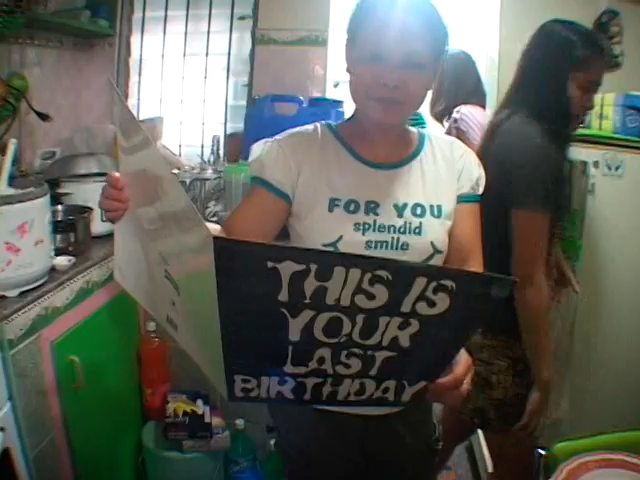 FOR YOU
splendid
smile
THIS IS
YOUR
LAST
BIRTHDAY